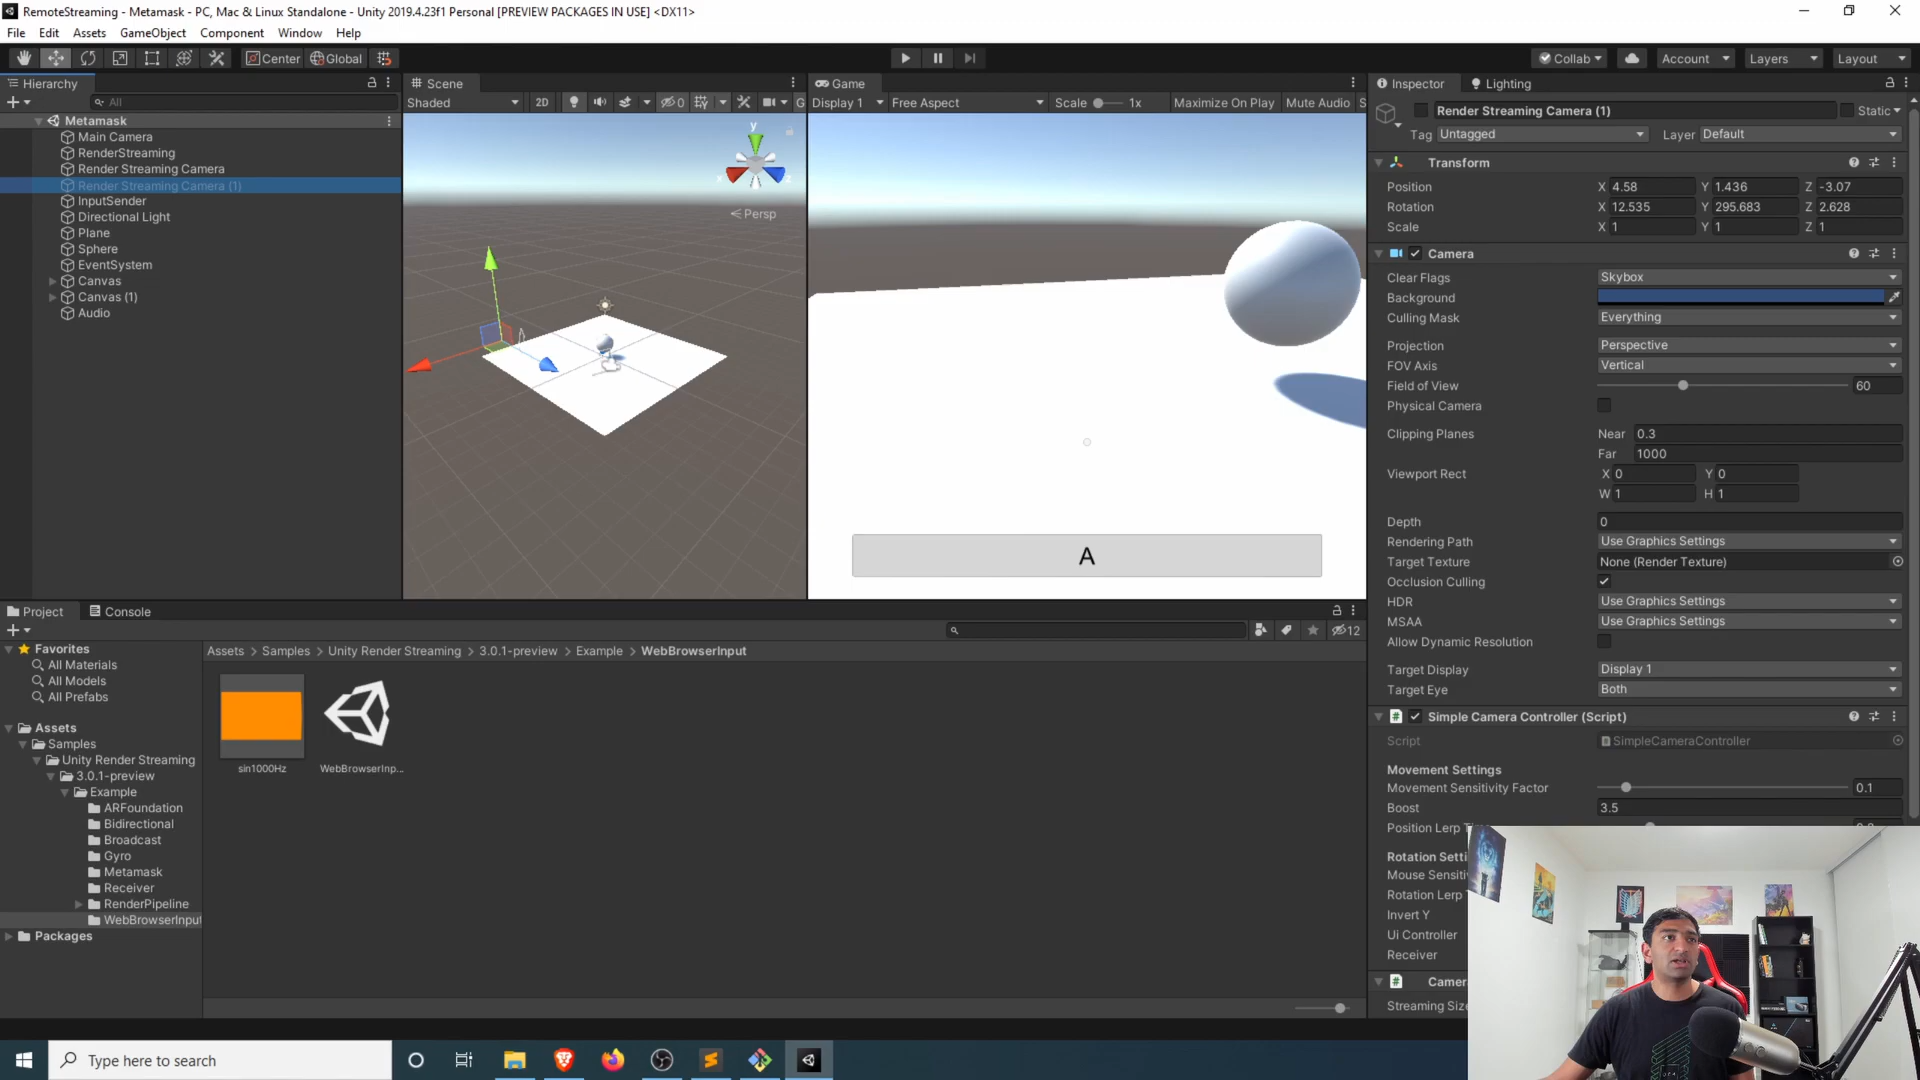 RemoteStreaming - Metamask - PC, Mac & Linux Standalone - Unity 2019.4.23f1 Personal [PREVIEW PACKAGES IN USE] <DX11>
File Edit Assets GameObject Component Window Help
Center Global Collab Account Layers Layout
Hierarchy
All
Metamask
Main Camera
RenderStreaming
Render Streaming Camera
Render Streaming Camera (1)
InputSender
Directional Light
Plane
Sphere
EventSystem
Canvas
Canvas (1)
Audio
Scene
Shaded 2D 0 G
y
x z
Persp
Game
Display 1 Free Aspect Scale 1x Maximize On Play Mute Audio S
A
Inspector Lighting
Render Streaming Camera (1) Static
Tag Untagged Layer Default
Transform
Position X 4.58 Y 1.436 Z -3.07
Rotation X 12.535 Y 295.683 Z 2.628
Scale X 1 Y 1 Z 1
Camera
Clear Flags Skybox
Background
Culling Mask Everything
Projection Perspective
FOV Axis Vertical
Field of View 60
Physical Camera
Clipping Planes Near 0.3
Far 1000
Viewport Rect X 0 Y 0
W 1 H 1
Depth 0
Rendering Path Use Graphics Settings
Target Texture None (Render Texture)
Occlusion Culling
HDR Use Graphics Settings
MSAA Use Graphics Settings
Allow Dynamic Resolution
Target Display Display 1
Target Eye Both
Simple Camera Controller (Script)
Script SimpleCameraController
Movement Settings
Movement Sensitivity Factor 0.1
Boost 3.5
Position Lerp
Rotation
Mouse
Rotation Lerp
Invert Y
Ui Controller
Receiver
Streaming
Project Console
12
Favorites
All Materials
All Models
All Prefabs
Assets
Samples
Unity Render Streaming
3.0.1-preview
Example
ARFoundation
Bidirectional
Broadcast
Gyro
Metamask
Receiver
RenderPipeline
WebBrowserInput
Packages
Assets > Samples > Unity Render Streaming > 3.0.1-preview > Example > WebBrowserInput
sin1000Hz WebBrowserInp...
Type here to search